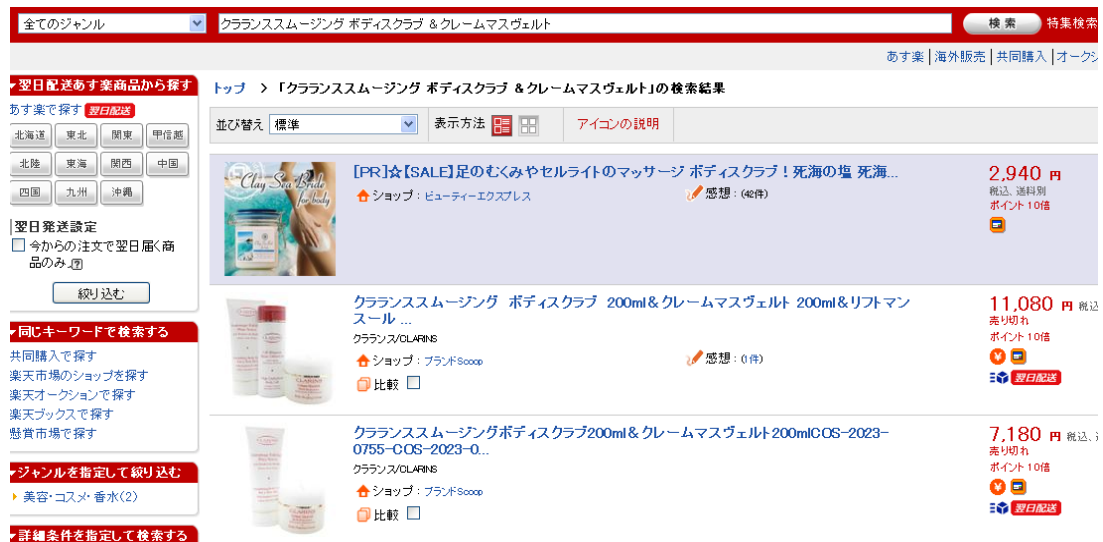 全てのジャンル
クラランススムージング ボディスクラブ &クレームマスヴェルト
検 索
特集検索
あす楽 | 海外販売 | 共同購入 | オークシ
翌日配送あす楽商品から探す
あす楽で探す 翌日配送
北海道 東北 関東 甲信越
北陸 東海 関西 中国
四国 九州 沖縄
翌日発送設定
今からの注文で翌日届く商
品のみ
絞り込む
同じキーワードで検索する
共同購入で探す
楽天市場のショップを探す
楽天オークションで探す
楽天ブックスで探す
懸賞市場で探す
ジャンルを指定して絞り込む
美容・コスメ・香水(2)
詳細条件を指定して検索する
トップ > 「クラランススムージング ボディスクラブ &クレームマスヴェルト」の検索結果
並び替え 標準
表示方法
アイコンの説明
Clay Sea Bride
for body
[PR]☆【SALE】足のむくみやセルライトのマッサージ ボディスクラブ！死海の塩 死海...
ショップ：ビューティーエクスプレス
感想：(42件)
2,940 円
税込、送料別
ポイント10倍
クラランススムージング ボディスクラブ 200ml&クレームマスヴェルト 200ml&リフトマン
スール ...
クラランス/CLARINS
ショップ：ブランドScoop
感想：(1件)
比較
11,080 円 税込
売り切れ
ポイント10倍
翌日配送
CLARINS
クラランススムージングボディスクラブ200ml&クレームマスヴェルト200mlCOS-2023-
0755-COS-2023-0...
クラランス/CLARINS
ショップ：ブランドScoop
比較
7,180 円 税込、
売り切れ
ポイント10倍
翌日配送